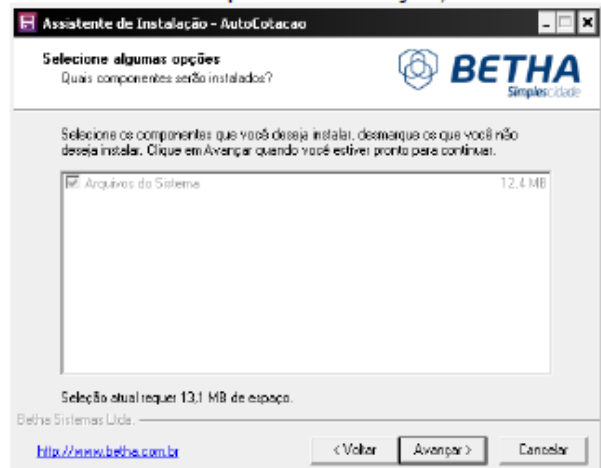 Assistente de Instalação - AutoCotacao
Selecione algumas opções
Quais componentes serão instalados?
BETHA
Simplescidade
Selecione os componentes que você deseja instalar, desmarque os que você não
deseja instalar. Clique em Avançar quando você estiver pronto para continuar.
Arquivos do Sistema 12,4 MB
Seleção atual requer 13,1 MB de espaço.
Betha Sistemas Ltda.
http://www.betha.com.br
< Voltar Avançar > Cancelar